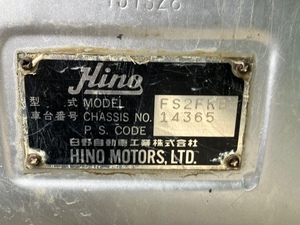 Hino
型 式 MODEL FS2FKB
車台番号 CHASSIS NO. 14365
P. S. CODE
日野自動車工業株式会社
HINO MOTORS, LTD.